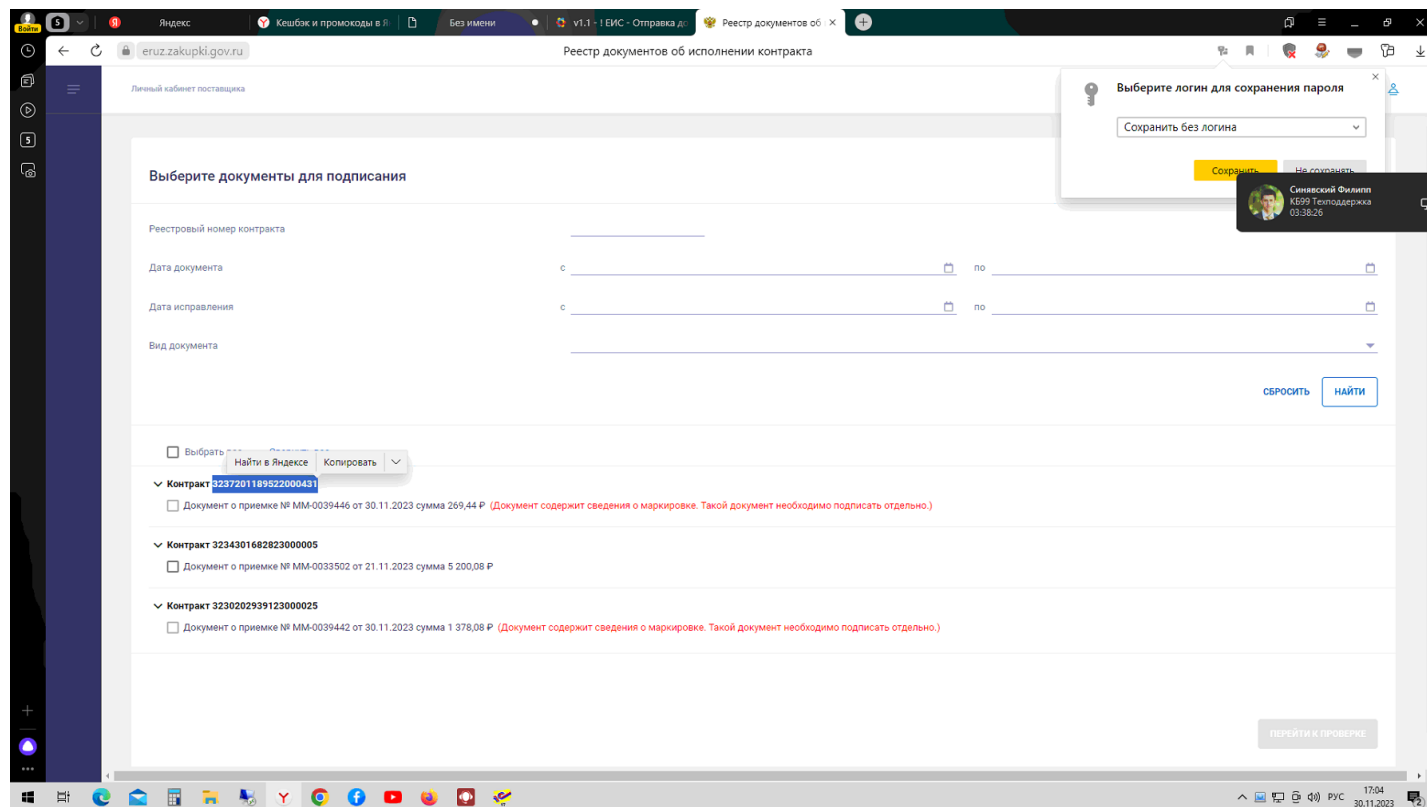 Войти
5
Яндекс
Кешбэк и промокоды в Я
Без имени
v1.1 - ! ЕИС - Отправка до
Реестр документов об
eruz.zakupki.gov.ru
Реестр документов об исполнении контракта
Личный кабинет поставщика
Выберите логин для сохранения пароля
Сохранить без логина
Сохранить
Не сохранять
Синявский Филипп
КБ99 Техподдержка
03:38:26
5
Выберите документы для подписания
Реестровый номер контракта
Дата документа с по
Дата исправления с по
Вид документа
СБРОСИТЬ НАЙТИ
Выбрать
Найти в Яндексе Копировать
Контракт 3237201189522000431
Документ о приемке № ММ-0039446 от 30.11.2023 сумма 269,44 ₽ (Документ содержит сведения о маркировке. Такой документ необходимо подписать отдельно.)
Контракт 3234301682823000005
Документ о приемке № ММ-0033502 от 21.11.2023 сумма 5 200,08 ₽
Контракт 3230202939123000025
Документ о приемке № ММ-0039442 от 30.11.2023 сумма 1 378,08 ₽ (Документ содержит сведения о маркировке. Такой документ необходимо подписать отдельно.)
ПЕРЕЙТИ К ПРОВЕРКЕ
РУС
17:04
30.11.2023